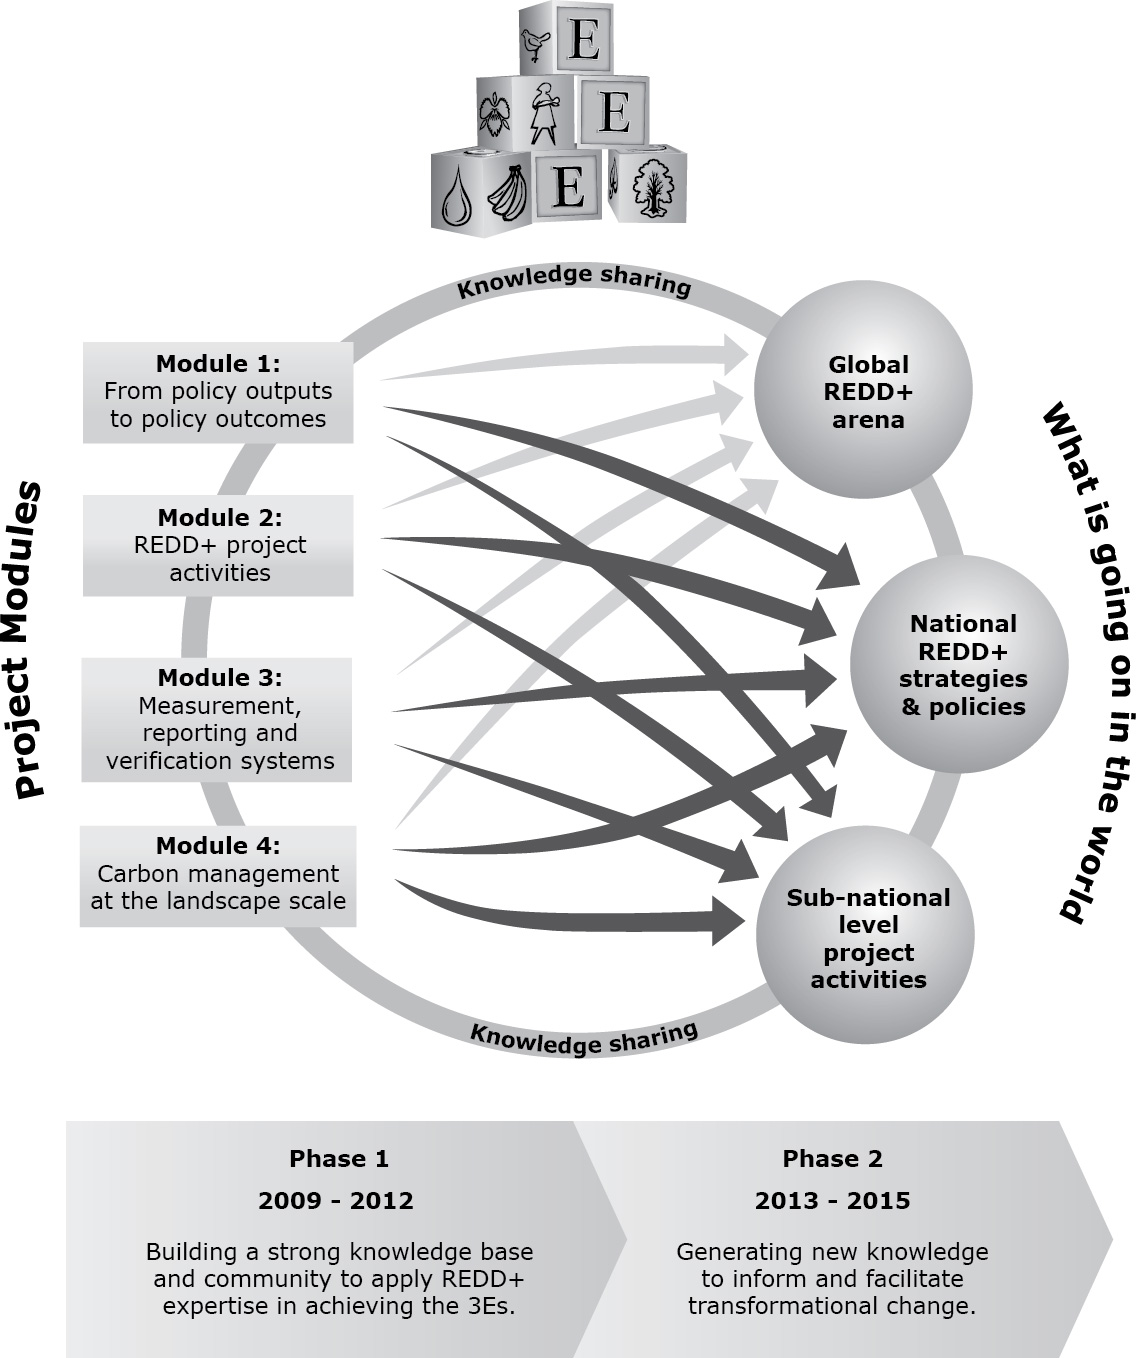 E
E
E
Knowledge sharing
Project Modules
Module 1:
From policy outputs
to policy outcomes
Module 2:
REDD+ project
activities
Module 3:
Measurement,
reporting and
verification systems
Module 4:
Carbon management
at the landscape scale
Global
REDD+
arena
National
REDD+
strategies
& policies
Sub-national
level
project
activities
What is going on in the world
Knowledge sharing
Phase 1
2009 - 2012
Building a strong knowledge base
and community to apply REDD+
expertise in achieving the 3Es.
Phase 2
2013 - 2015
Generating new knowledge
to inform and facilitate
transformational change.